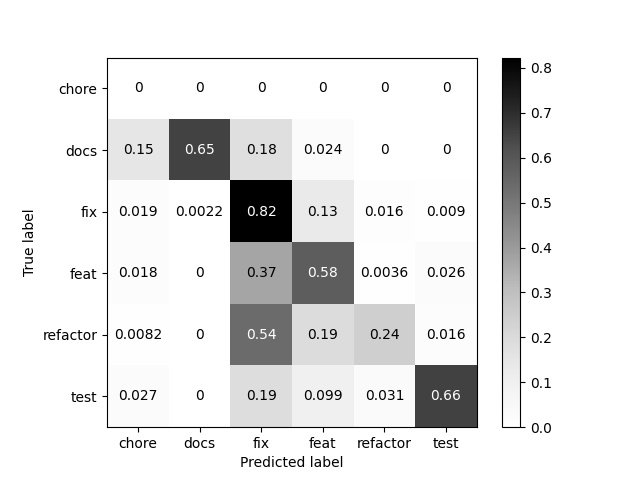 chore 0 0 0 0 0 0
docs 0.15 0.65 0.18 0.024 0 0
fix 0.019 0.0022 0.82 0.13 0.016 0.009
feat 0.018 0 0.37 0.58 0.0036 0.026
refactor 0.0082 0 0.54 0.19 0.24 0.016
test 0.027 0 0.19 0.099 0.031 0.66
chore docs fix feat refactor test
Predicted label
True label
0.8
0.7
0.6
0.5
0.4
0.3
0.2
0.1
0.0